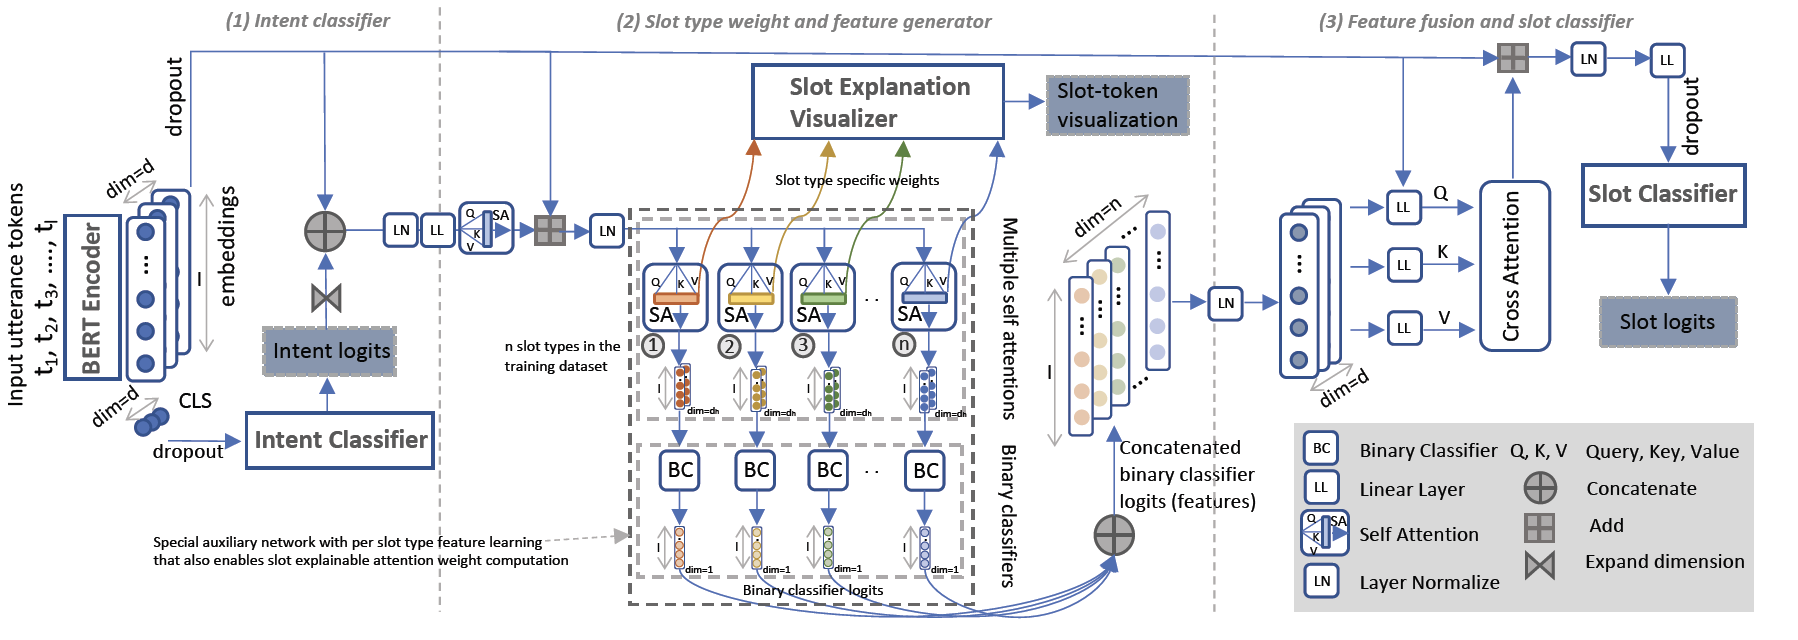 (1) Intent classifier
(2) Slot type weight and feature generator
(3) Feature fusion and slot classifier
Input utterance tokens
t1, t2, t3, ...., tl
BERT Encoder
dim=d
l
embeddings
dropout
dim=d
CLS
dropout
Intent Classifier
Intent logits
LN
LL
Q
K
V
SA
LN
Slot Explanation
Visualizer
Slot-token
visualization
Slot type specific weights
n slot types in the
training dataset
Q K V
SA
1
Q K V
SA
2
Q K V
SA
3
. .
Q K V
SA
n
l
dim=dh
l
dim=dh
l
dim=dh
l
dim=dh
Multiple self attentions
BC
BC
BC
. .
BC
l
dim=1
l
dim=1
l
dim=1
l
dim=1
Binary classifiers
Binary classifier logits
Special auxiliary network with per slot type feature learning
that also enables slot explainable attention weight computation
dim=n
l
Concatenated
binary classifier
logits (features)
LN
dim=d
LL
Q
LL
K
LL
V
Cross Attention
LN
LL
dropout
Slot Classifier
Slot logits
BC Binary Classifier
LL Linear Layer
Q K V SA Self Attention
LN Layer Normalize
Q, K, V Query, Key, Value
Concatenate
Add
Expand dimension